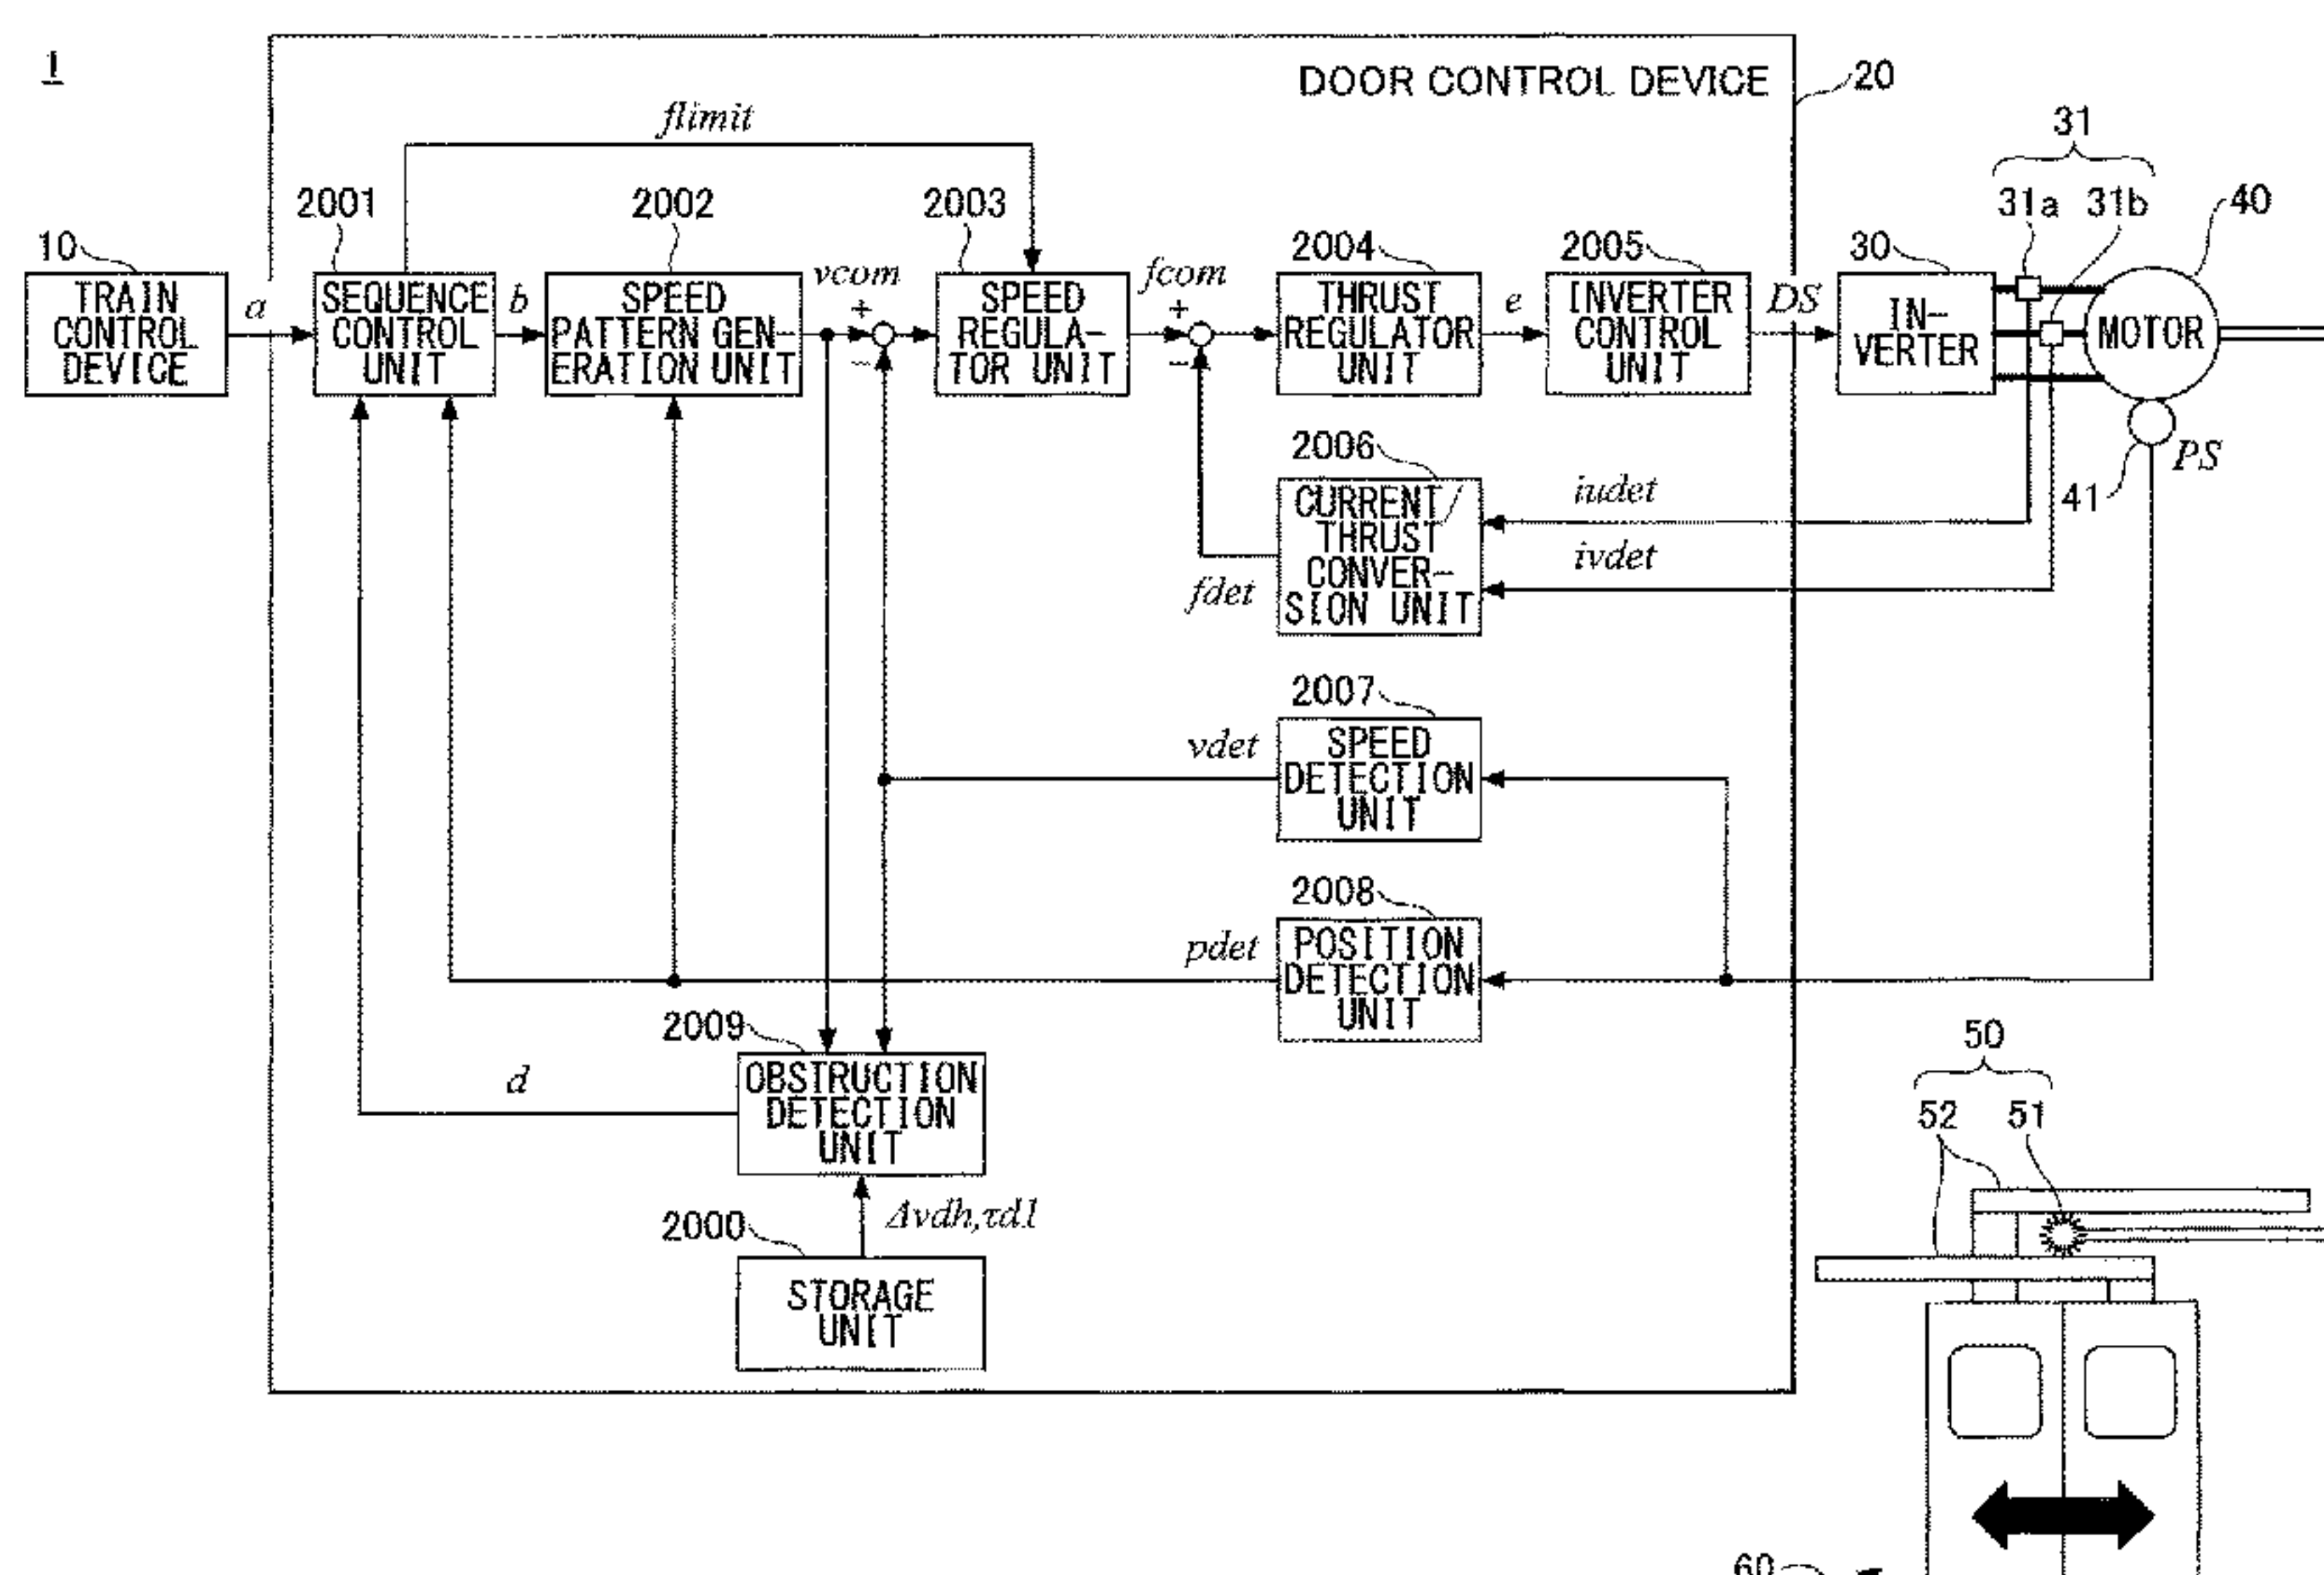 1
DOOR CONTROL DEVICE
20
flimit
31
31a 31b
40
2001
2002
2003
10
2004
2005
30
TRAIN
CONTROL
DEVICE
a
SEQUENCE
CONTROL
UNIT
b
SPEED
PATTERN GEN-
ERATION UNIT
vcom
+
−
SPEED
REGULA-
TOR UNIT
fcom
+
−
THRUST
REGULATOR
UNIT
e
INVERTER
CONTROL
UNIT
DS
IN-
VERTER
MOTOR
PS
41
2006
CURRENT/
THRUST
CONVER-
SION UNIT
iudet
ivdet
fdet
2007
vdet
SPEED
DETECTION
UNIT
2008
pdet
POSITION
DETECTION
UNIT
2009
d
OBSTRUCTION
DETECTION
UNIT
50
52 51
2000
Δvdh,τd1
STORAGE
UNIT
60